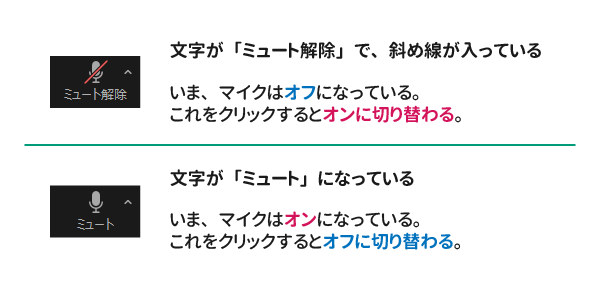 文字が「ミュート解除」で、斜め線が入っている
ミュート解除
いま、マイクはオフになっている。
これをクリックするとオンに切り替わる。
文字が「ミュート」になっている
ミュート
いま、マイクはオンになっている。
これをクリックするとオフに切り替わる。